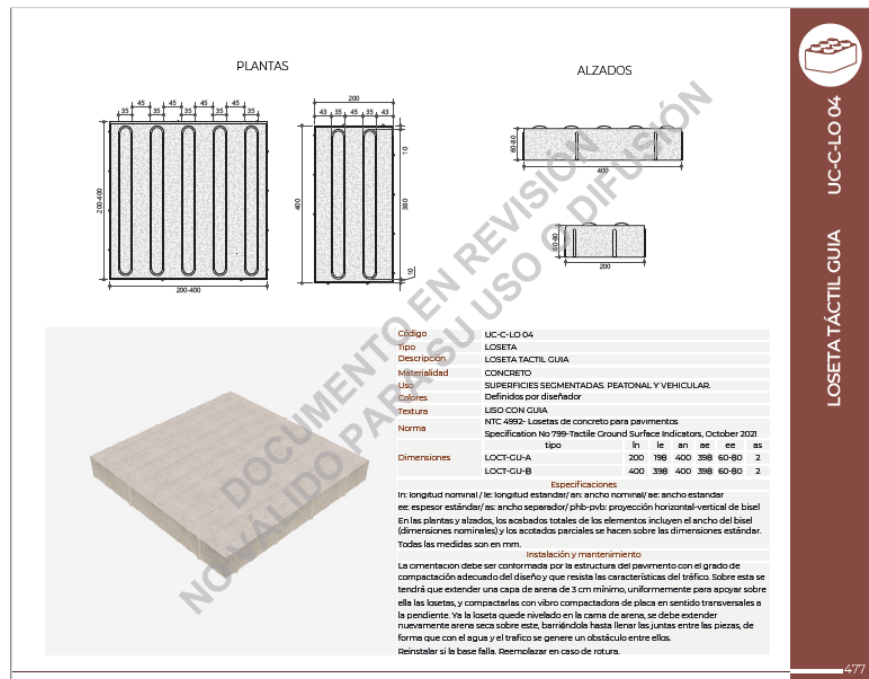 PLANTAS
ALZADOS
45 45 45 45
35 35 35 35 35
200-400
200-400
200
43 35 45 35 43
400
10
380
10
60-80
400
60-80
200
UC-C-LO 04
LOSETA TÁCTIL GUIA
DOCUMENTO EN REVISIÓN
NO VÁLIDO PARA SU USO O DIFUSIÓN
Código UC-C-LO 04
Tipo LOSETA
Descripción LOSETA TACTIL GUIA
Materialidad CONCRETO
Uso SUPERFICIES SEGMENTADAS. PEATONAL Y VEHICULAR.
Colores Definidos por diseñador
Textura LISO CON GUIA
Norma NTC 4992- Losetas de concreto para pavimentos
Specification No 799-Tactile Ground Surface Indicators, October 2021
Dimensiones tipo ln le an ae ee as
LOCT-GU-A 200 198 400 398 60-80 2
LOCT-GU-B 400 398 400 398 60-80 2
Especificaciones
ln: longitud nominal / le: longitud estandar/ an: ancho nominal/ ae: ancho estandar
ee: espesor estándar/ as: ancho separador/ phb-pvb: proyección horizontal-vertical de bisel
En las plantas y alzados, los acabados totales de los elementos incluyen el ancho del bisel
(dimensiones nominales) y los acotados parciales se hacen sobre las dimensiones estándar.
Todas las medidas son en mm.
Instalación y mantenimiento
La cimentación debe ser conformada por la estructura del pavimento con el grado de
compactación adecuado del diseño y que resista las características del tráfico. Sobre esta se
tendrá que extender una capa de arena de 3 cm mínimo, uniformemente para apoyar sobre
ella las losetas, y compactarlas con vibro compactadora de placa en sentido transversales a
la pendiente. Ya la loseta quede nivelado en la cama de arena, se debe extender
nuevamente arena seca sobre este, barriéndola hasta llenar las juntas entre las piezas, de
forma que con el agua y el trafico se genere un obstáculo entre ellos.
Reinstalar si la base falla. Reemplazar en caso de rotura.
477